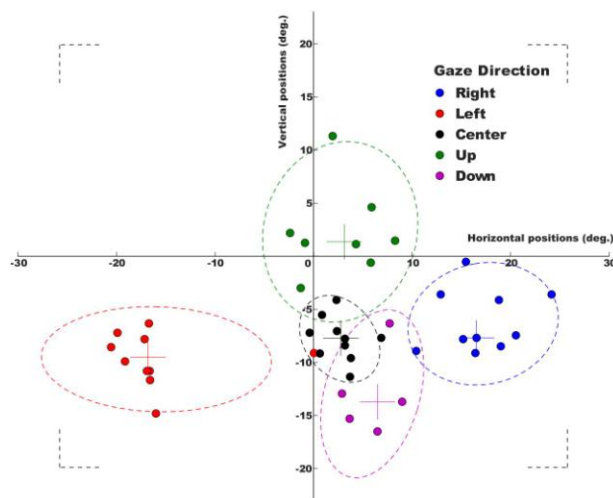 Vertical positions (deg.)
20
15
10
5
-5
-10
-15
-20
Gaze Direction
Right
Left
Center
Up
Down
Horizontal positions (deg.)
-30
-20
-10
0
10
20
30